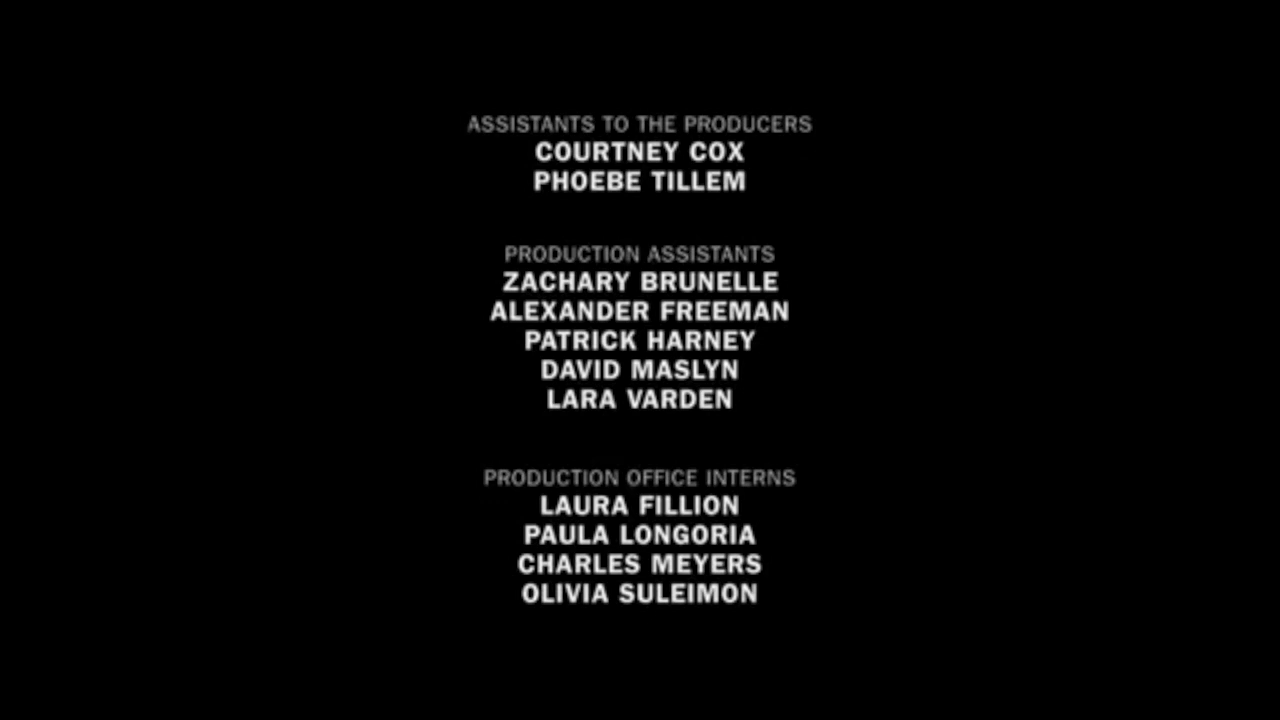 ASSISTANTS TO THE PRODUCERS
COURTNEY COX
PHOEBE TILLEM
PRODUCTION ASSISTANTS
ZACHARY BRUNELLE
ALEXANDER FREEMAN
PATRICK HARNEY
DAVID MASLYN
LARA VARDEN
PRODUCTION OFFICE INTERNS
LAURA FILLION
PAULA LONGORIA
CHARLES MEYERS
OLIVIA SULEIMON